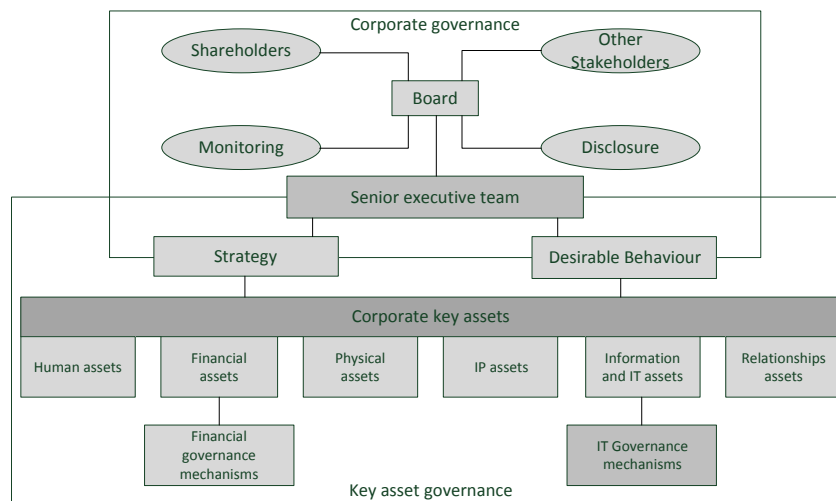 Corporate governance
Shareholders
Other
Stakeholders
Board
Monitoring
Disclosure
Senior executive team
Strategy
Desirable Behaviour
Corporate key assets
Human assets
Financial
assets
Physical
assets
IP assets
Information
and IT assets
Relationships
assets
Financial
governance
mechanisms
IT Governance
mechanisms
Key asset governance